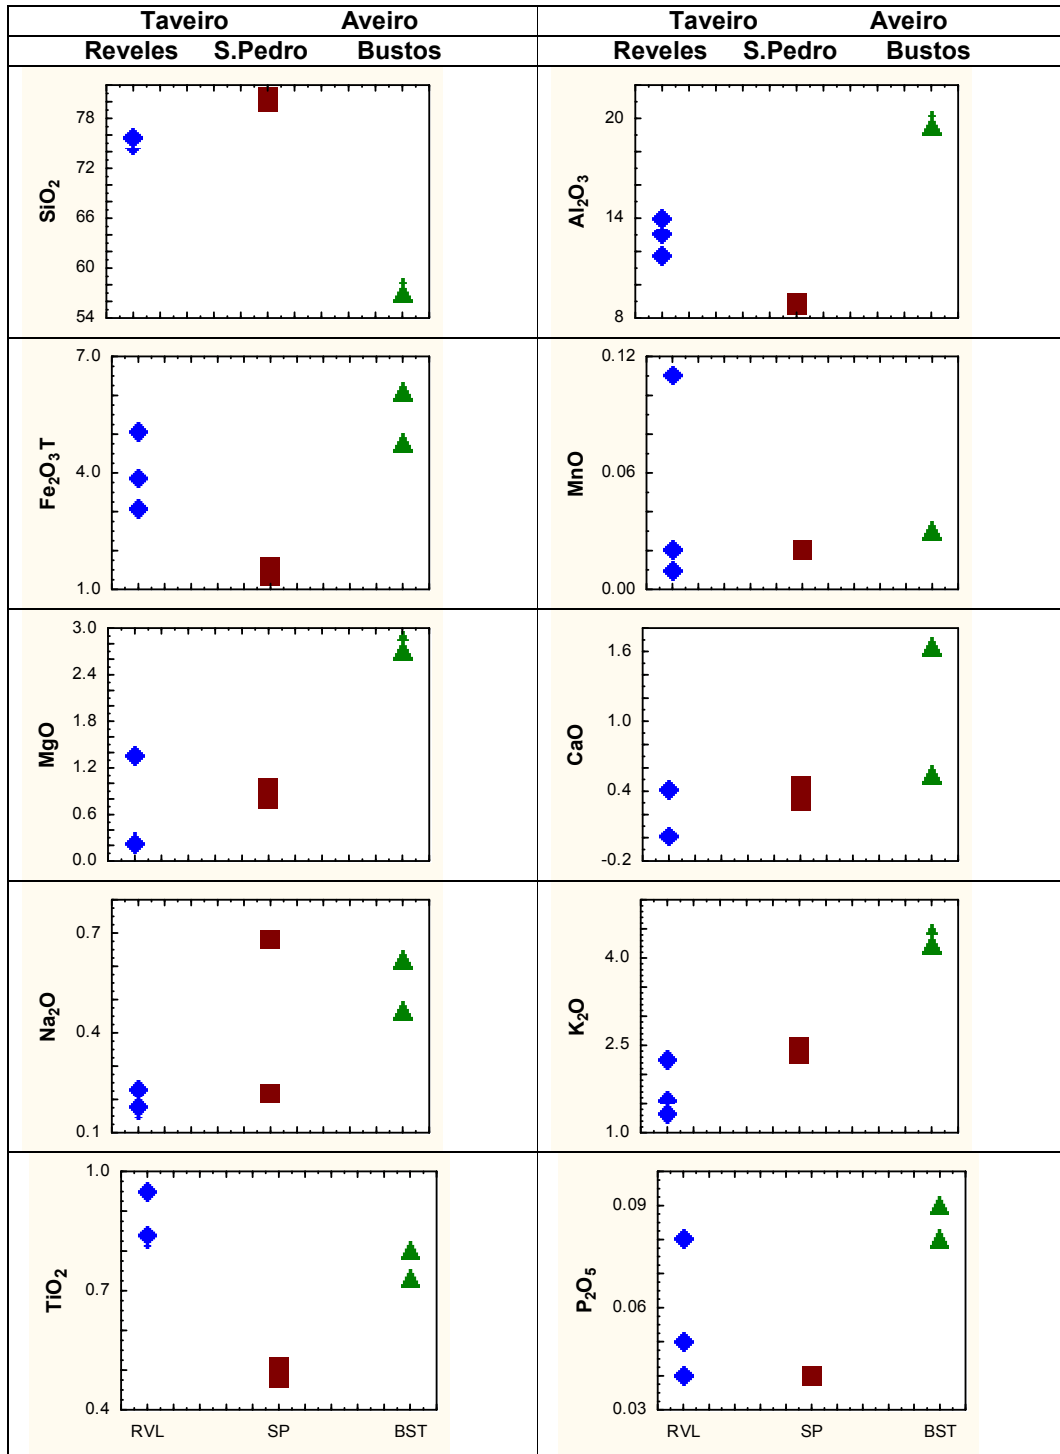 Taveiro Aveiro Taveiro Aveiro
Reveles S.Pedro Bustos Reveles S.Pedro Bustos
SiO2
78
72
66
60
54
Al2O3
20
14
8
Fe2O3 T
7.0
4.0
1.0
MnO
0.12
0.06
0.00
MgO
3.0
2.4
1.8
1.2
0.6
0.0
CaO
1.6
1.0
0.4
-0.2
Na2O
0.7
0.4
0.1
K2O
4.0
2.5
1.0
TiO2
1.0
0.7
0.4
RVL SP BST
P2O5
0.09
0.06
0.03
RVL SP BST